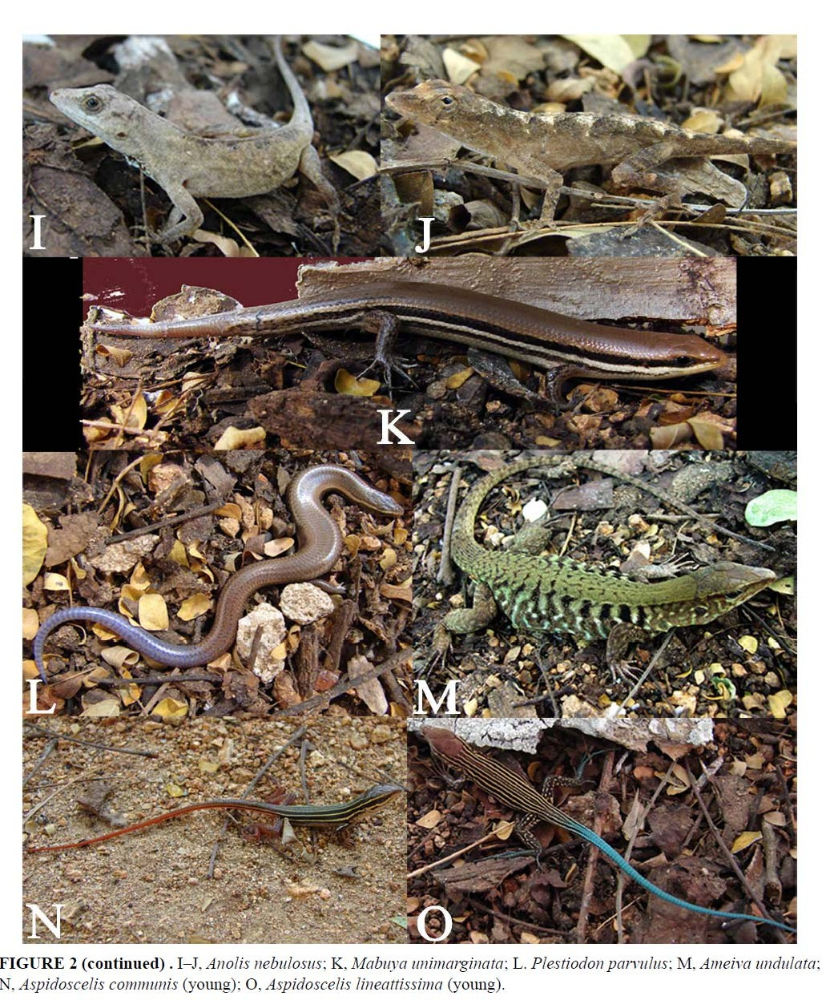 I
J
K
L
M
N
O
FIGURE 2 (continued) . I–J, Anolis nebulosus; K, Mabuya unimarginata; L. Plestiodon parvulus; M, Ameiva undulata;
N, Aspidoscelis communis (young); O, Aspidoscelis lineattissima (young).